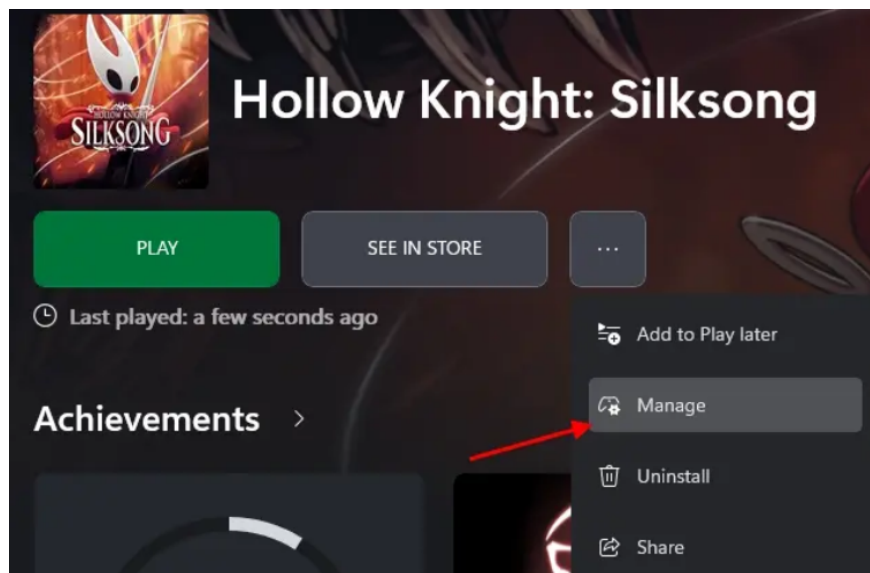 HOLLOW KNIGHT
SILKSONG
Hollow Knight: Silksong
PLAY
SEE IN STORE
...
Last played: a few seconds ago
Add to Play later
Manage
Achievements
Uninstall
Share